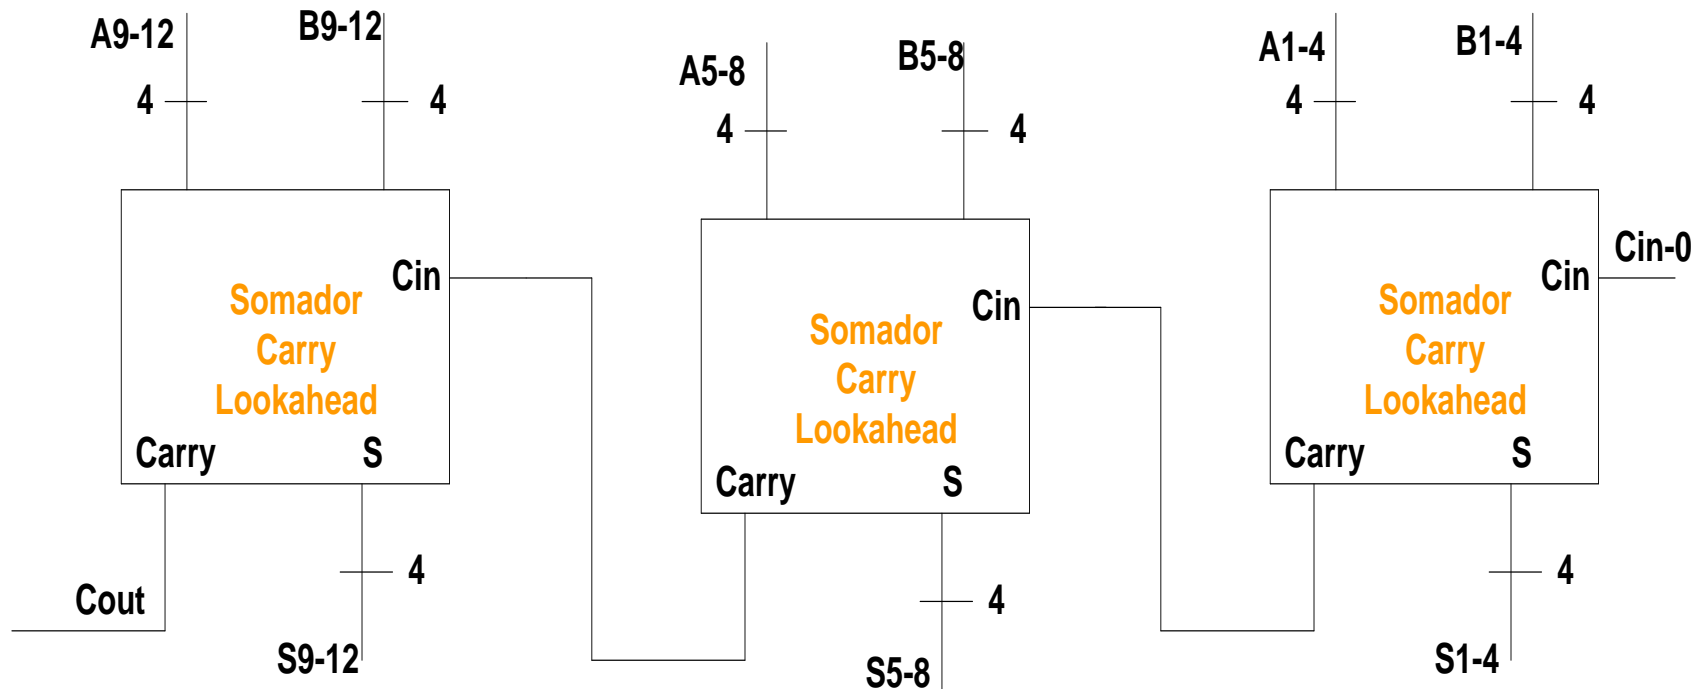 A9-12
B9-12
4
4
Cin
Somador
Carry
Lookahead
Carry
S
Cout
4
S9-12
A5-8
B5-8
4
4
Cin
Somador
Carry
Lookahead
Carry
S
4
S5-8
A1-4
B1-4
4
4
Cin-0
Cin
Somador
Carry
Lookahead
Carry
S
4
S1-4